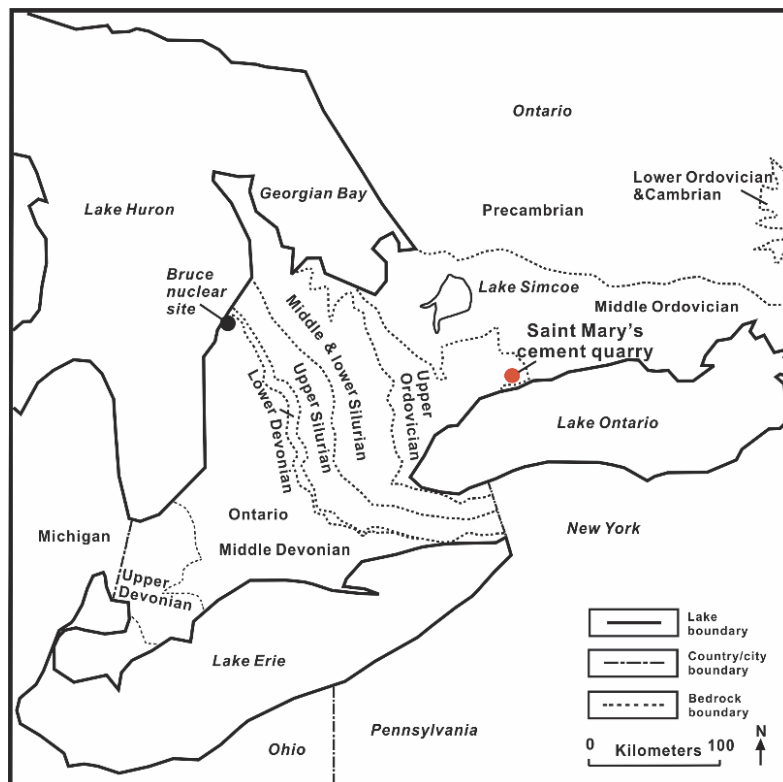 Ontario
Lake Huron
Georgian Bay
Precambrian
Lower Ordovician
&Cambrian
Bruce
nuclear
site
Lake Simcoe
Middle Ordovician
Saint Mary's
cement quarry
Middle & lower Silurian
Upper Silurian
Lower Devonian
Upper
Ordovician
Lake Ontario
Michigan
Ontario
Middle Devonian
New York
Upper
Devonian
Lake Erie
Ohio
Pennsylvania
Lake
boundary
Country/city
boundary
Bedrock
boundary
0 Kilometers 100
N